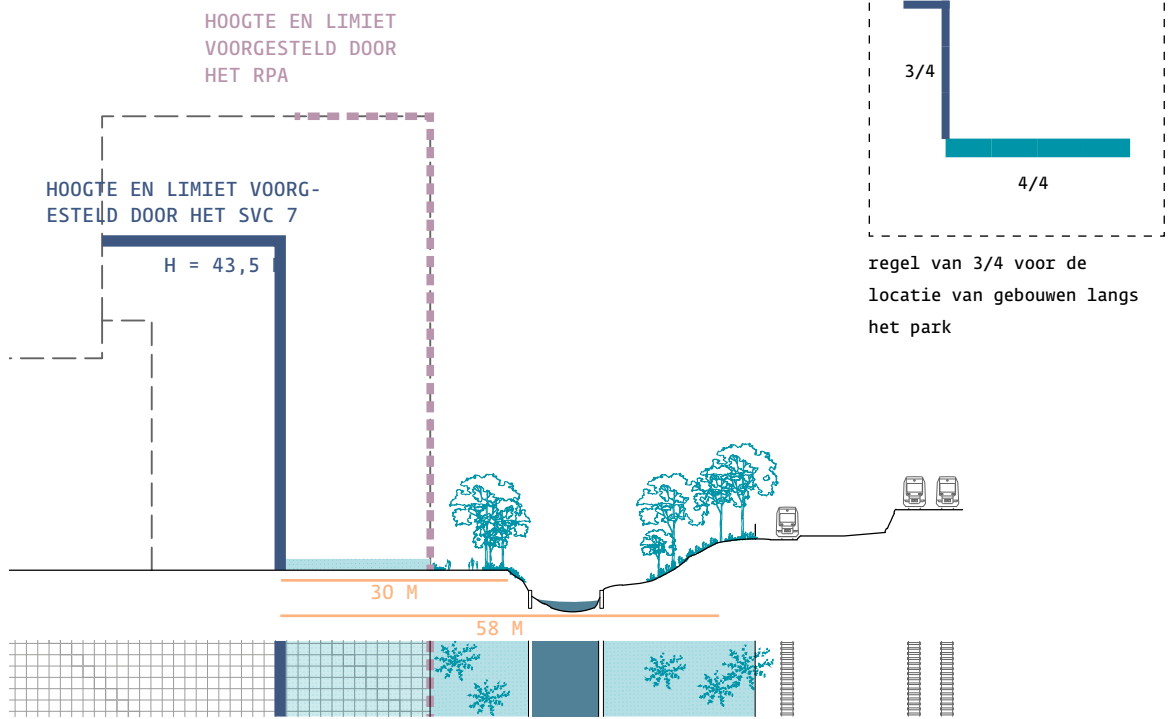 HOOGTE EN LIMIET
VOORGESTELD DOOR
HET RPA
HOOGTE EN LIMIET VOORG-
ESTELD DOOR HET SVC 7
H = 43,5
3/4
4/4
regel van 3/4 voor de
locatie van gebouwen langs
het park
30 M
58 M